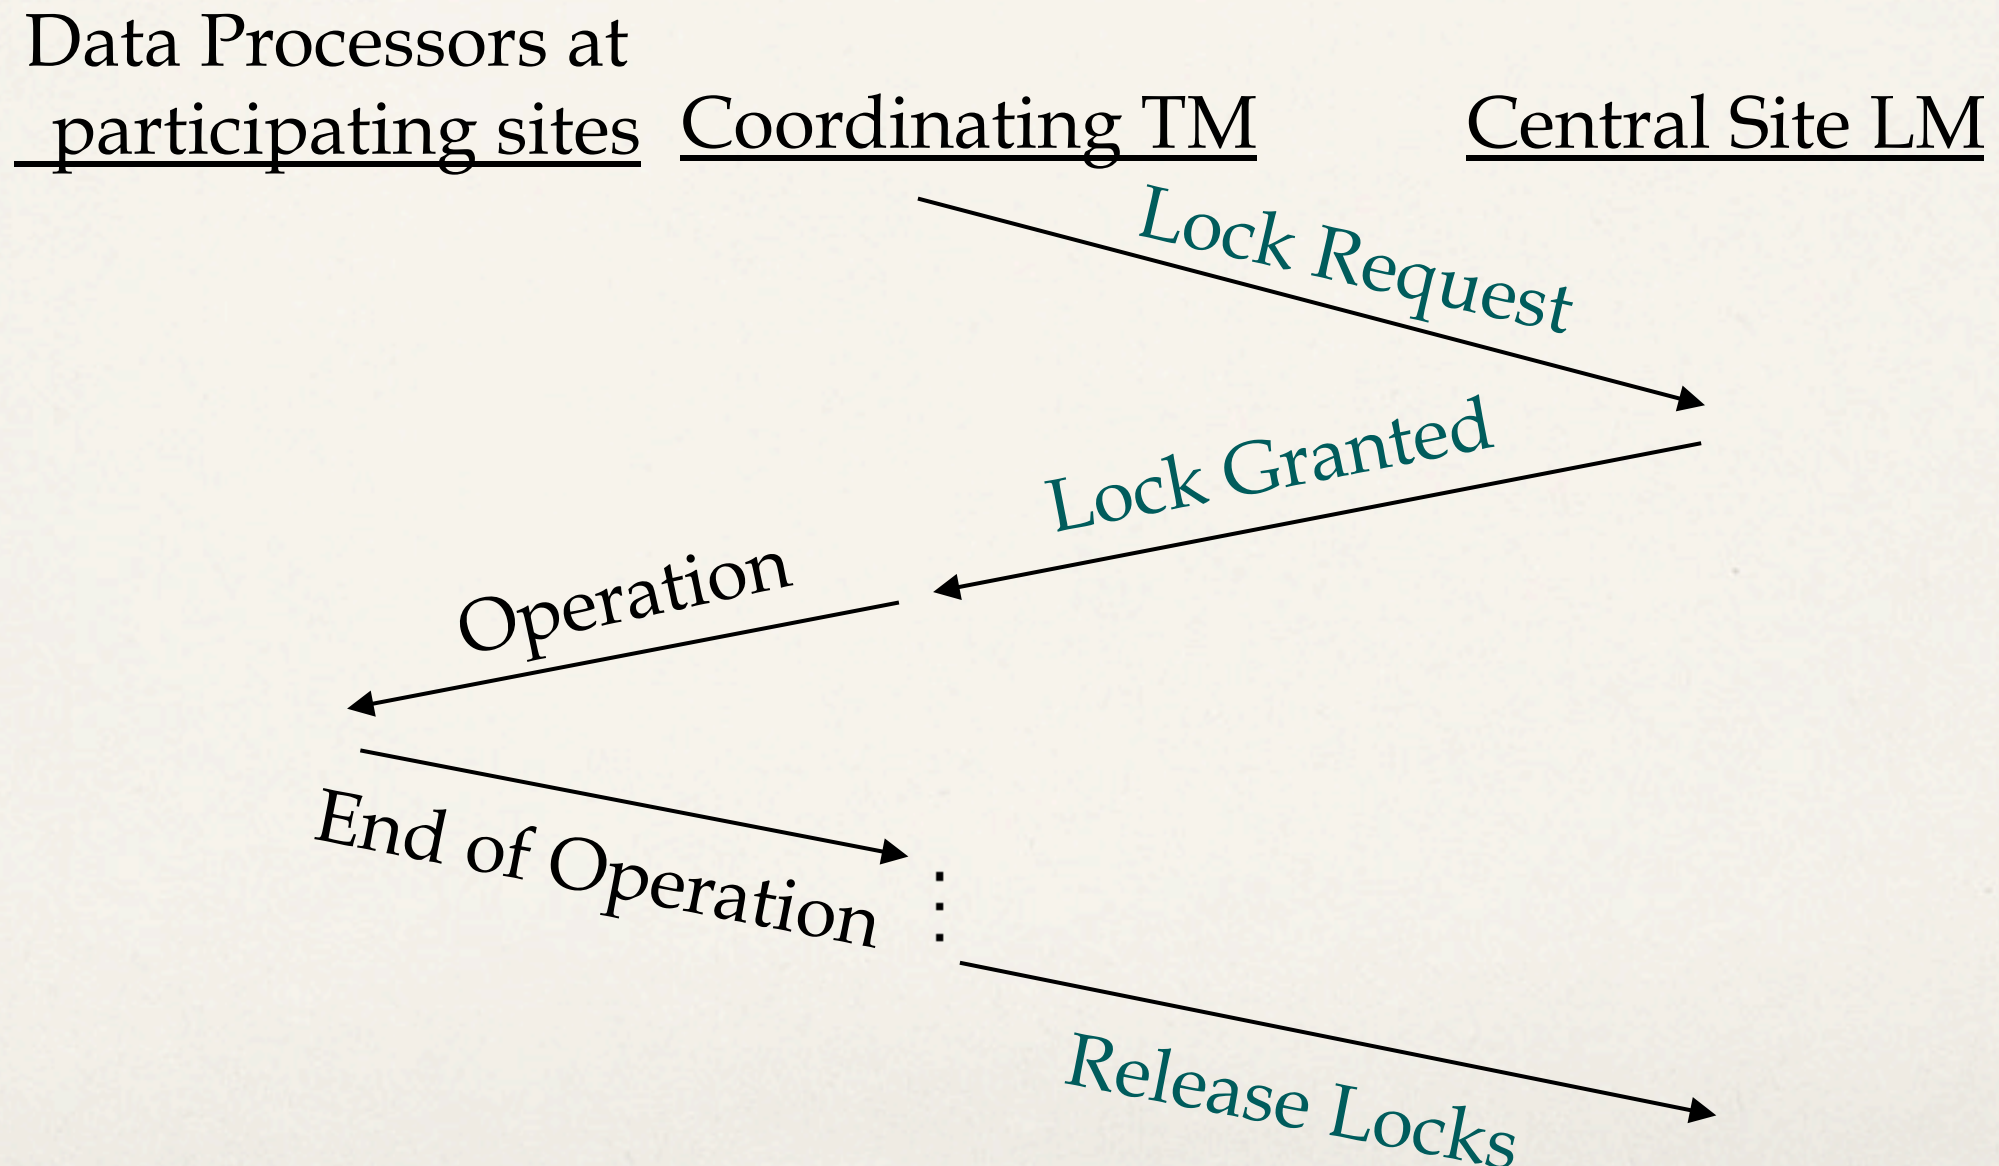 Data Processors at
participating sites
Coordinating TM
Central Site LM
Lock Request
Lock Granted
Operation
End of Operation
Release Locks